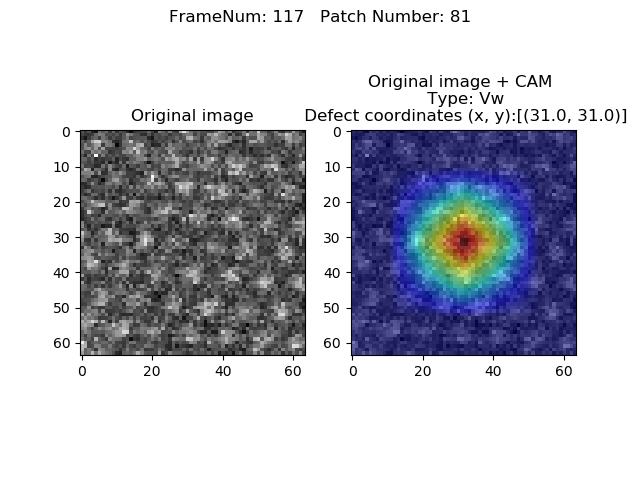 FrameNum: 117   Patch Number: 81
Original image
Original image + CAM
Type: Vw
Defect coordinates (x, y):[(31.0, 31.0)]
0
10
20
30
40
50
60
0 20 40 60
0
10
20
30
40
50
60
0 20 40 60